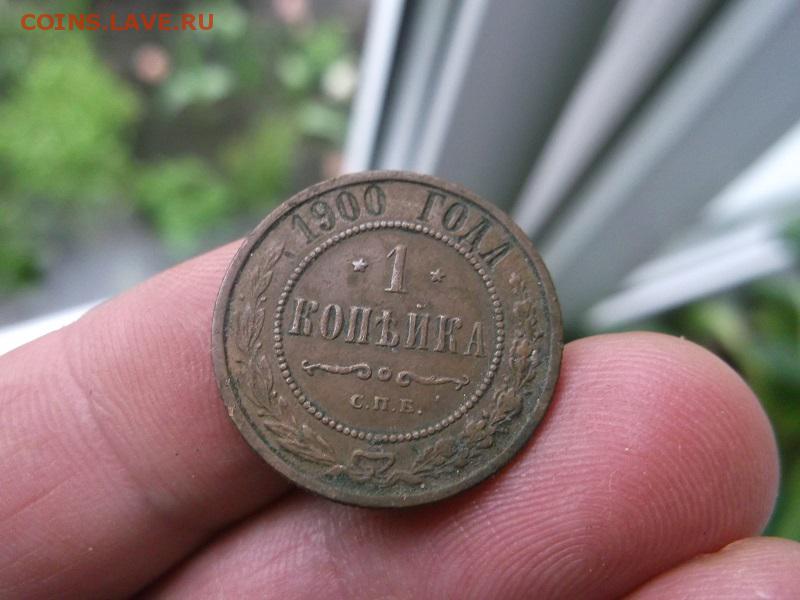 COINS.LAVE.RU
1900 ГОДА
* 1 *
КОПѢЙКА
С.П.Б.